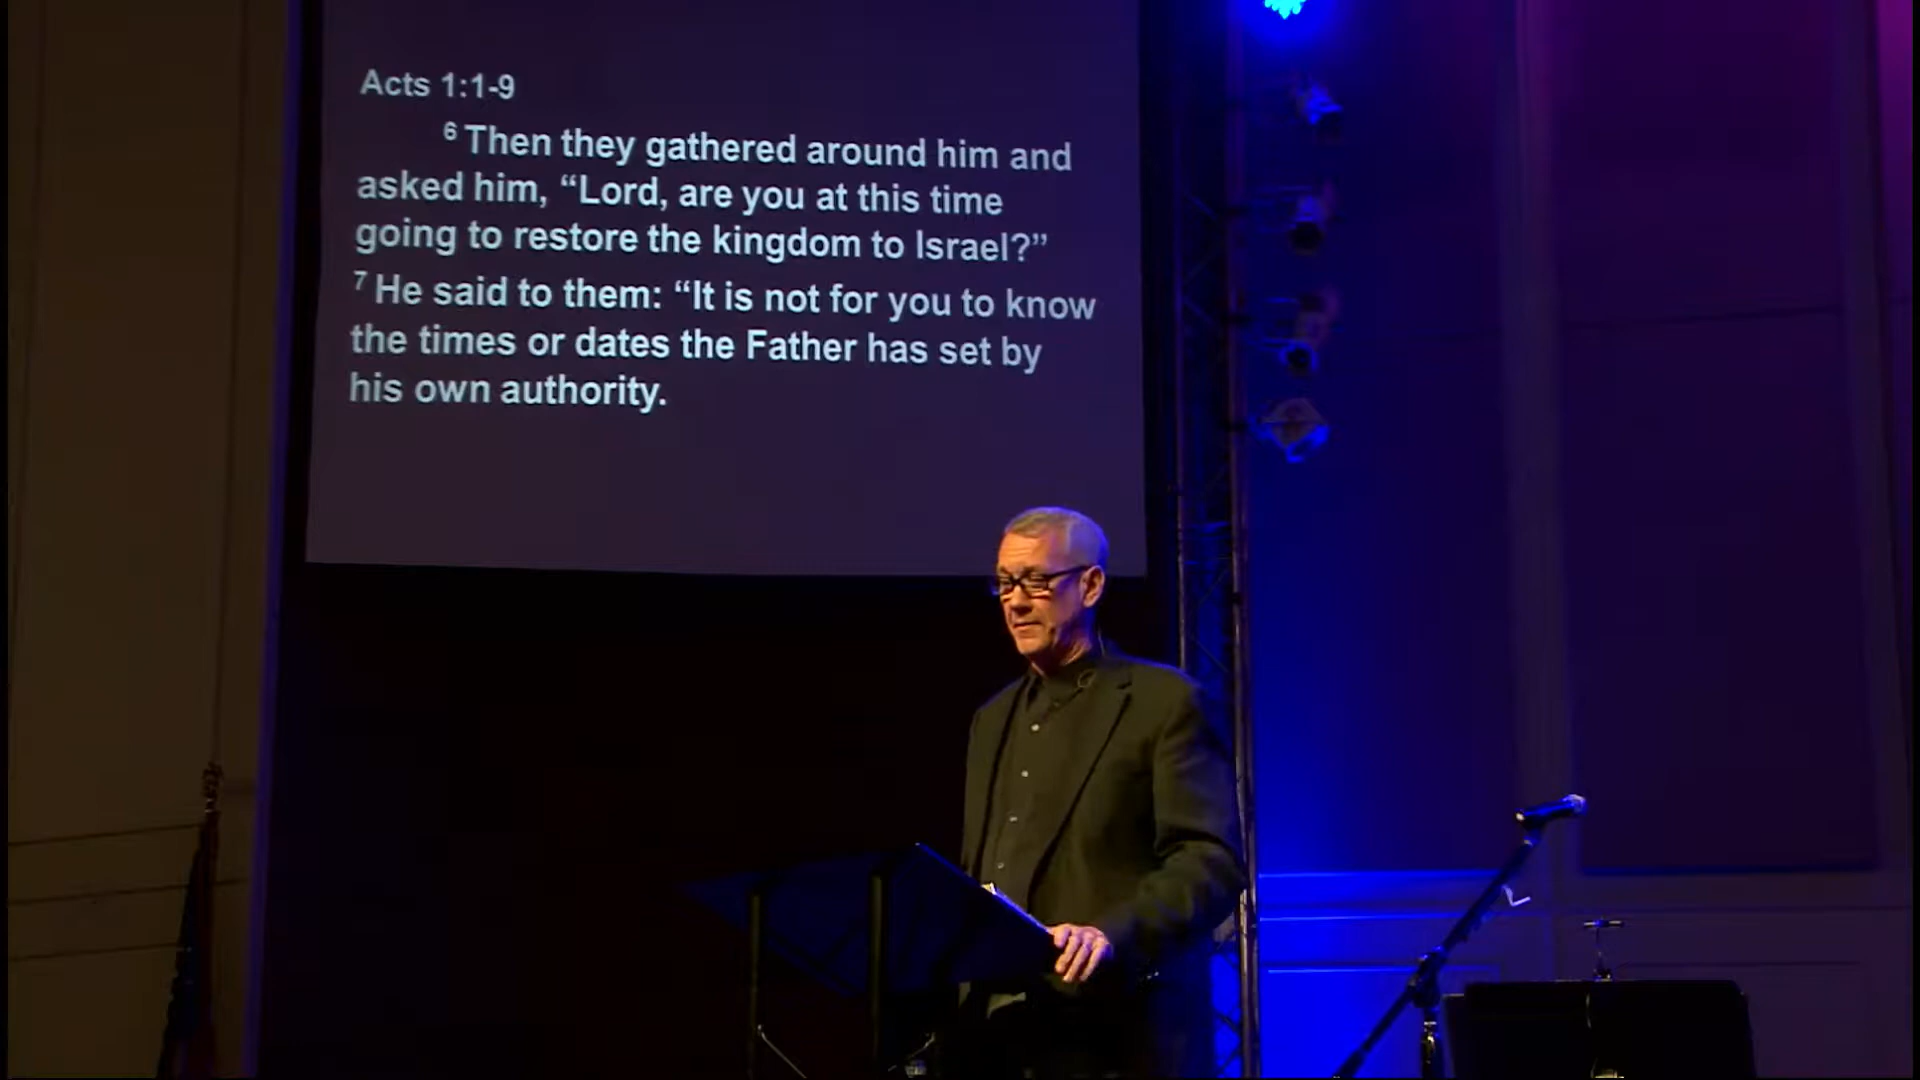 Acts 1:1-9
6 Then they gathered around him and
asked him, “Lord, are you at this time
going to restore the kingdom to Israel?”
7 He said to them: “It is not for you to know
the times or dates the Father has set by
his own authority.